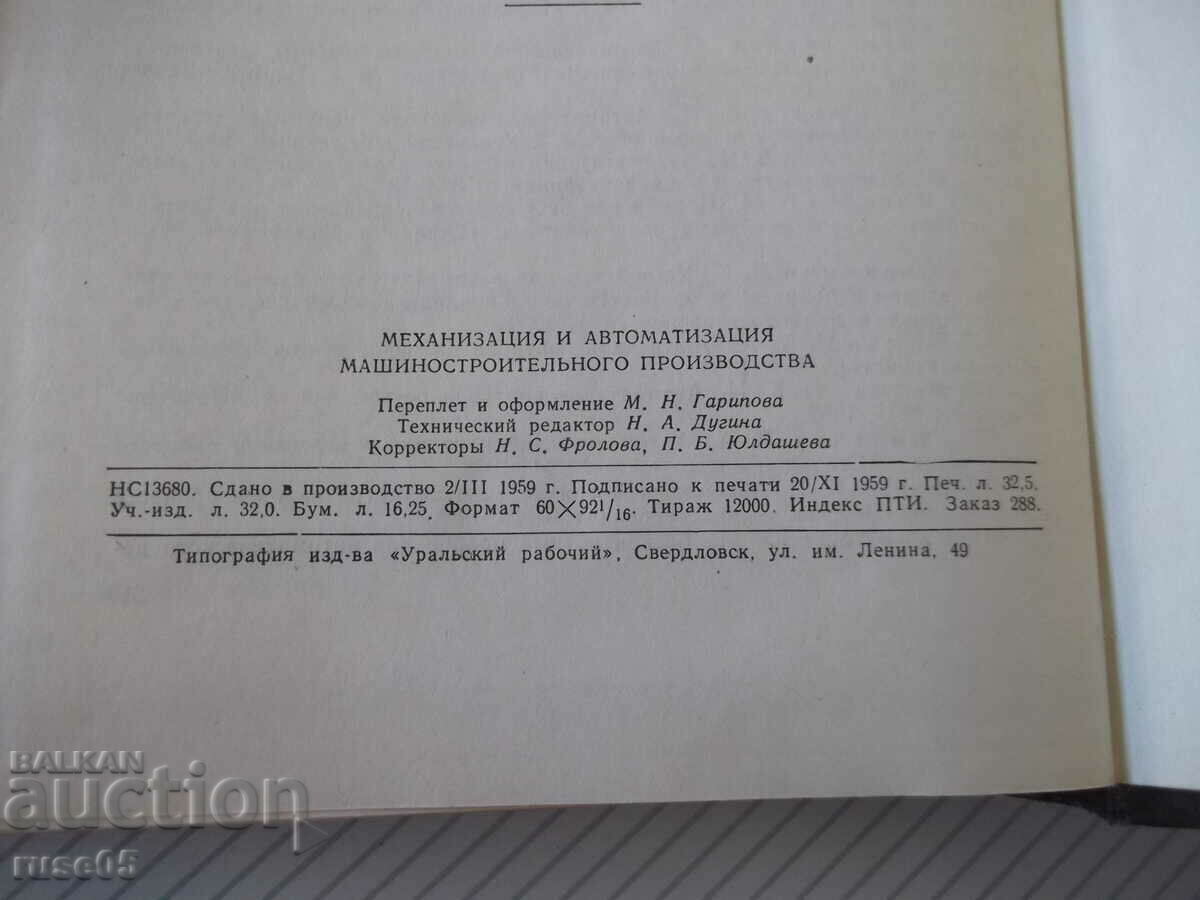 МЕХАНИЗАЦИЯ И АВТОМАТИЗАЦИЯ
МАШИНОСТРОИТЕЛЬНОГО ПРОИЗВОДСТВА
Переплет и оформление М. Н. Гарипова
Технический редактор Н. А. Дугина
Корректоры Н. С. Фролова, П. Б. Юлдашева
НС13680. Сдано в производство 2/III 1959 г. Подписано к печати 20/XI 1959 г. Печ. л. 32,5.
Уч.-изд. л. 32,0. Бум. л. 16,25. Формат 60×92¹/₁₆. Тираж 12000. Индекс ПТИ. Заказ 288.
Типография изд-ва «Уральский рабочий», Свердловск, ул. им. Ленина, 49
BALKAN
auction
ruse05